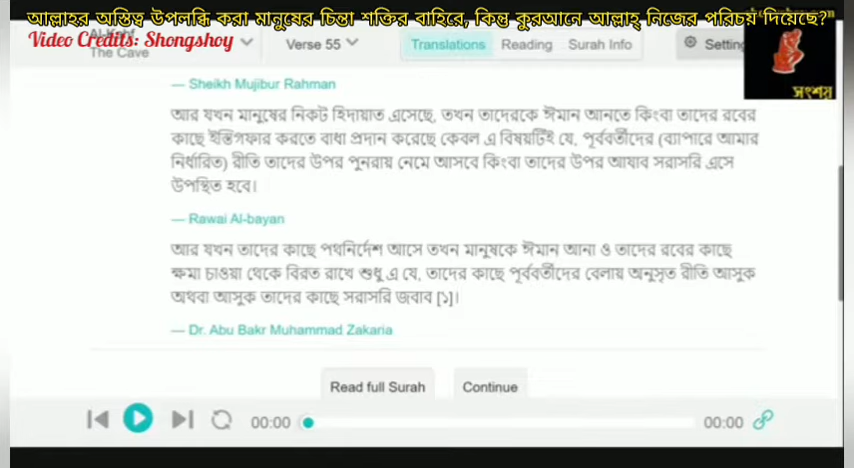 আল্লাহর অস্তিত্ব উপলব্ধি করা মানুষের চিন্তা শক্তির বাহিরে, কিন্তু কুরআনে আল্লাহ্ নিজের পরিচয় দিয়েছে?
Al-Kahf
Video Credits: Shongshoy
The Cave
Verse 55
Translations
Reading
Surah Info
Setting
সংশয়
— Sheikh Mujibur Rahman
আর যখন মানুষের নিকট হিদায়াত এসেছে, তখন তাদেরকে ঈমান আনতে কিংবা তাদের রবের
কাছে ইস্তিগফার করতে বাধা প্রদান করেছে কেবল এ বিষয়টিই যে, পূর্ববর্তীদের (ব্যাপারে আমার
নির্ধারিত) রীতি তাদের উপর পুনরায় নেমে আসবে কিংবা তাদের উপর আযাব সরাসরি এসে
উপস্থিত হবে।
— Rawai Al-bayan
আর যখন তাদের কাছে পথনির্দেশ আসে তখন মানুষকে ঈমান আনা ও তাদের রবের কাছে
ক্ষমা চাওয়া থেকে বিরত রাখে শুধু এ যে, তাদের কাছে পূর্ববর্তীদের বেলায় অনুসৃত রীতি আসুক
অথবা আসুক তাদের কাছে সরাসরি জবাব [১]।
— Dr. Abu Bakr Muhammad Zakaria
Read full Surah
Continue
00:00
00:00